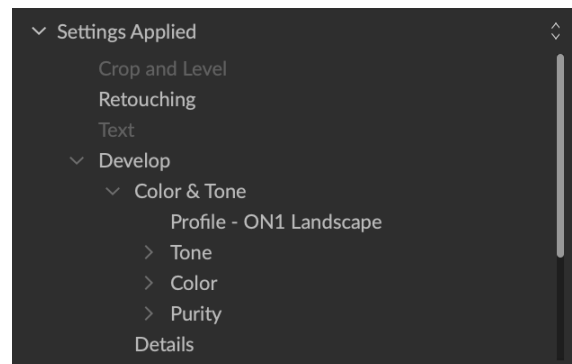 Settings Applied
Crop and Level
Retouching
Text
Develop
Color & Tone
Profile - ON1 Landscape
Tone
Color
Purity
Details